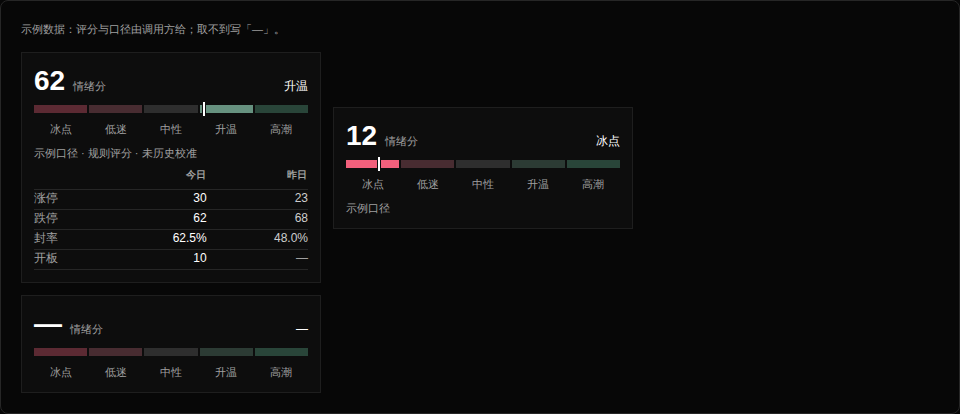 示例数据：评分与口径由调用方给；取不到写「—」。
62 情绪分 升温
冰点 低迷 中性 升温 高潮
示例口径 · 规则评分 · 未历史校准
今日 昨日
涨停 30 23
跌停 62 68
封率 62.5% 48.0%
开板 10 —
— 情绪分 —
冰点 低迷 中性 升温 高潮
12 情绪分 冰点
冰点 低迷 中性 升温 高潮
示例口径